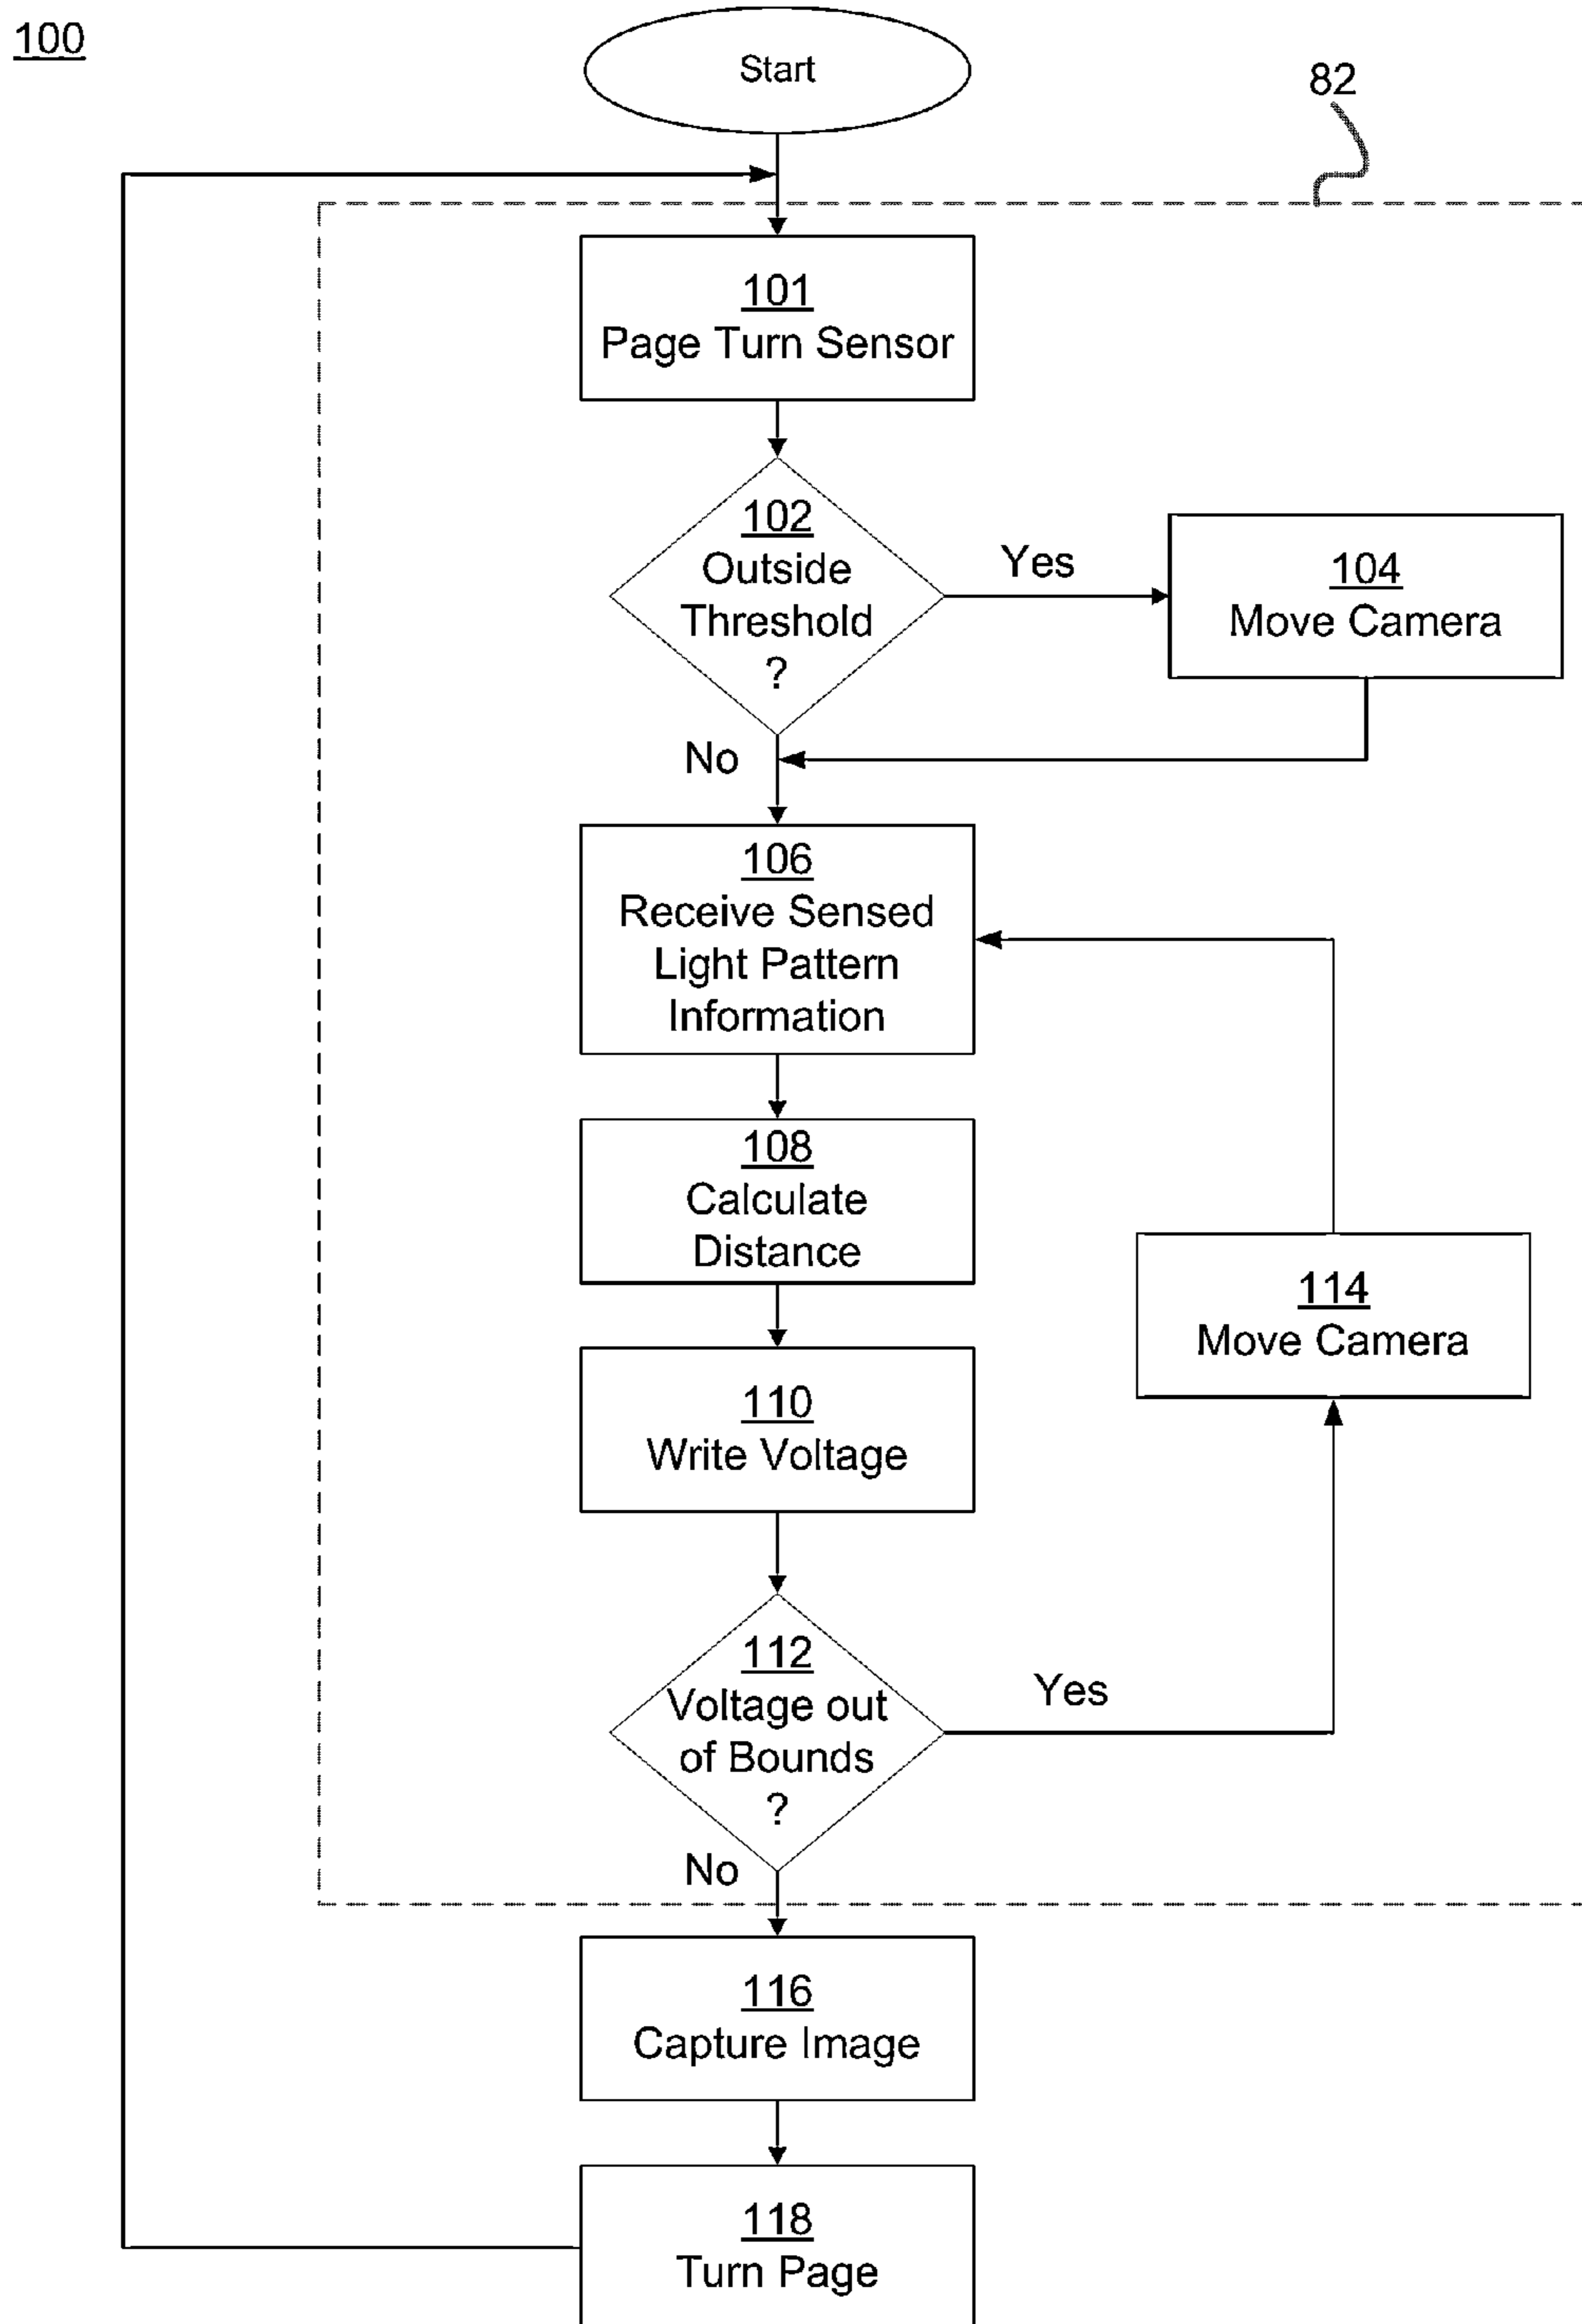 100
Start
82
101
Page Turn Sensor
102
Outside
Threshold
?
Yes
104
Move Camera
No
106
Receive Sensed
Light Pattern
Information
108
Calculate
Distance
114
Move Camera
110
Write Voltage
112
Voltage out
of Bounds
?
Yes
No
116
Capture Image
118
Turn Page